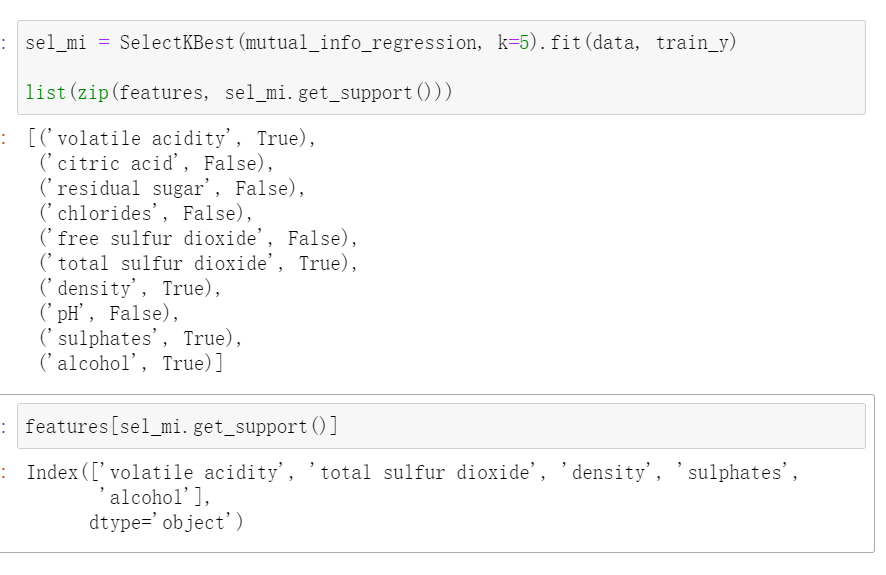 : sel_mi = SelectKBest(mutual_info_regression, k=5).fit(data, train_y)
list(zip(features, sel_mi.get_support()))
: [('volatile acidity', True),
('citric acid', False),
('residual sugar', False),
('chlorides', False),
('free sulfur dioxide', False),
('total sulfur dioxide', True),
('density', True),
('pH', False),
('sulphates', True),
('alcohol', True)]
: features[sel_mi.get_support()]
: Index(['volatile acidity', 'total sulfur dioxide', 'density', 'sulphates',
'alcohol'],
dtype='object')